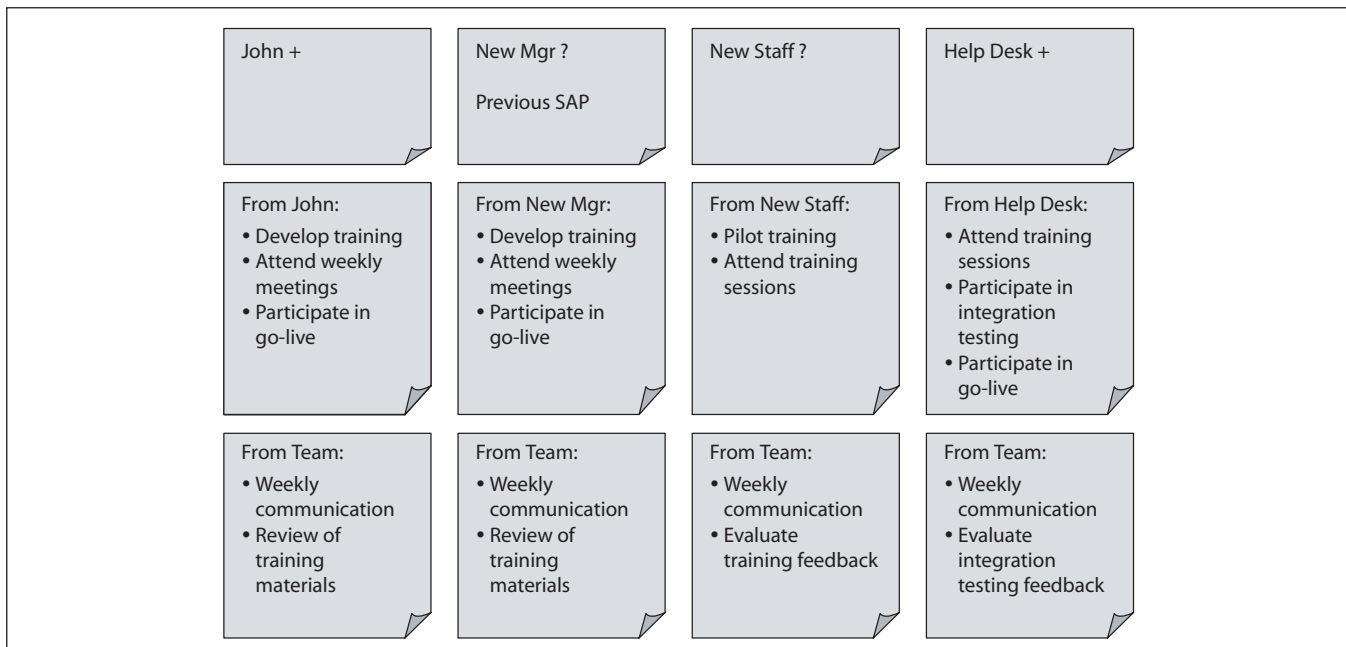 John +
New Mgr ?
Previous SAP
New Staff ?
Help Desk +
From John:
• Develop training
• Attend weekly
meetings
• Participate in
go-live
From New Mgr:
• Develop training
• Attend weekly
meetings
• Participate in
go-live
From New Staff:
• Pilot training
• Attend training
sessions
From Help Desk:
• Attend training
sessions
• Participate in
integration
testing
• Participate in
go-live
From Team:
• Weekly
communication
• Review of
training
materials
From Team:
• Weekly
communication
• Review of
training
materials
From Team:
• Weekly
communication
• Evaluate
training feedback
From Team:
• Weekly
communication
• Evaluate
integration
testing feedback